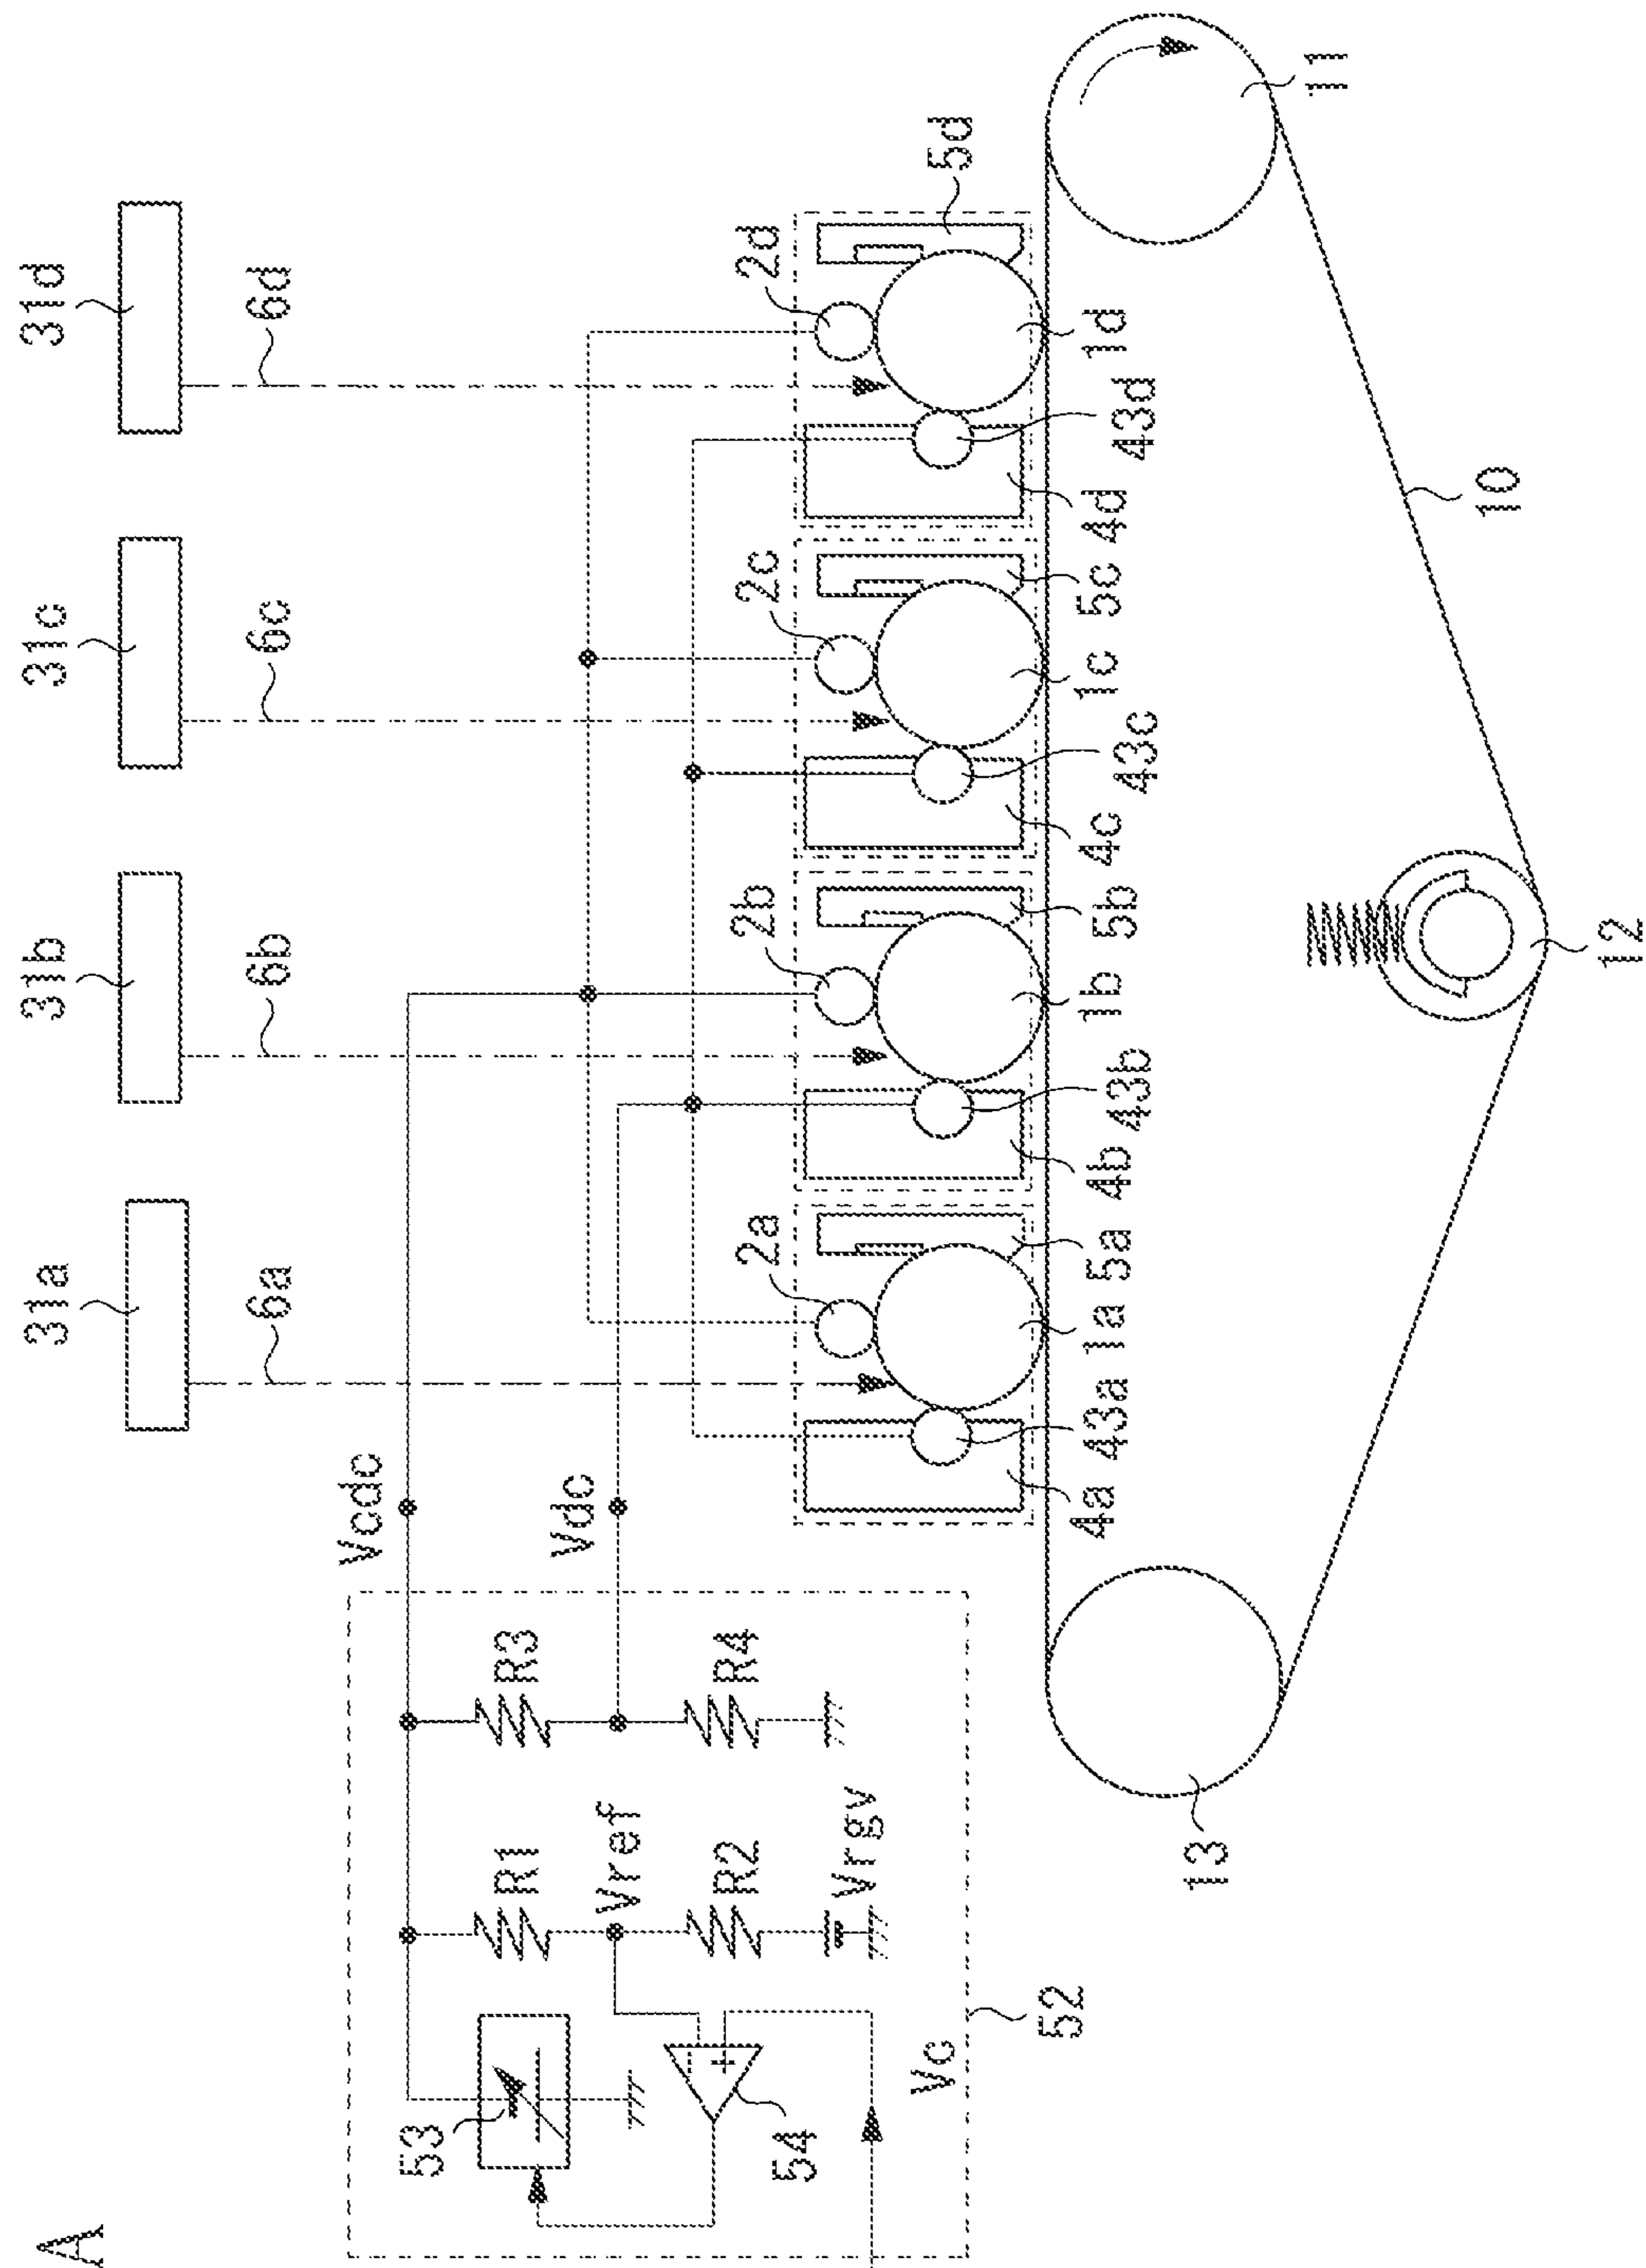 A
31a
31b
31c
31d
6a
6b
6c
6d
Vcdc
Vdc
53
R1
R3
Vref
R2
R4
Vrgv
54
Vc
52
2a
2b
2c
2d
5d
4a
43a
1a
5a
4b
43b
1b
5b
4c
43c
1c
5c
4d
43d
1d
13
11
10
12